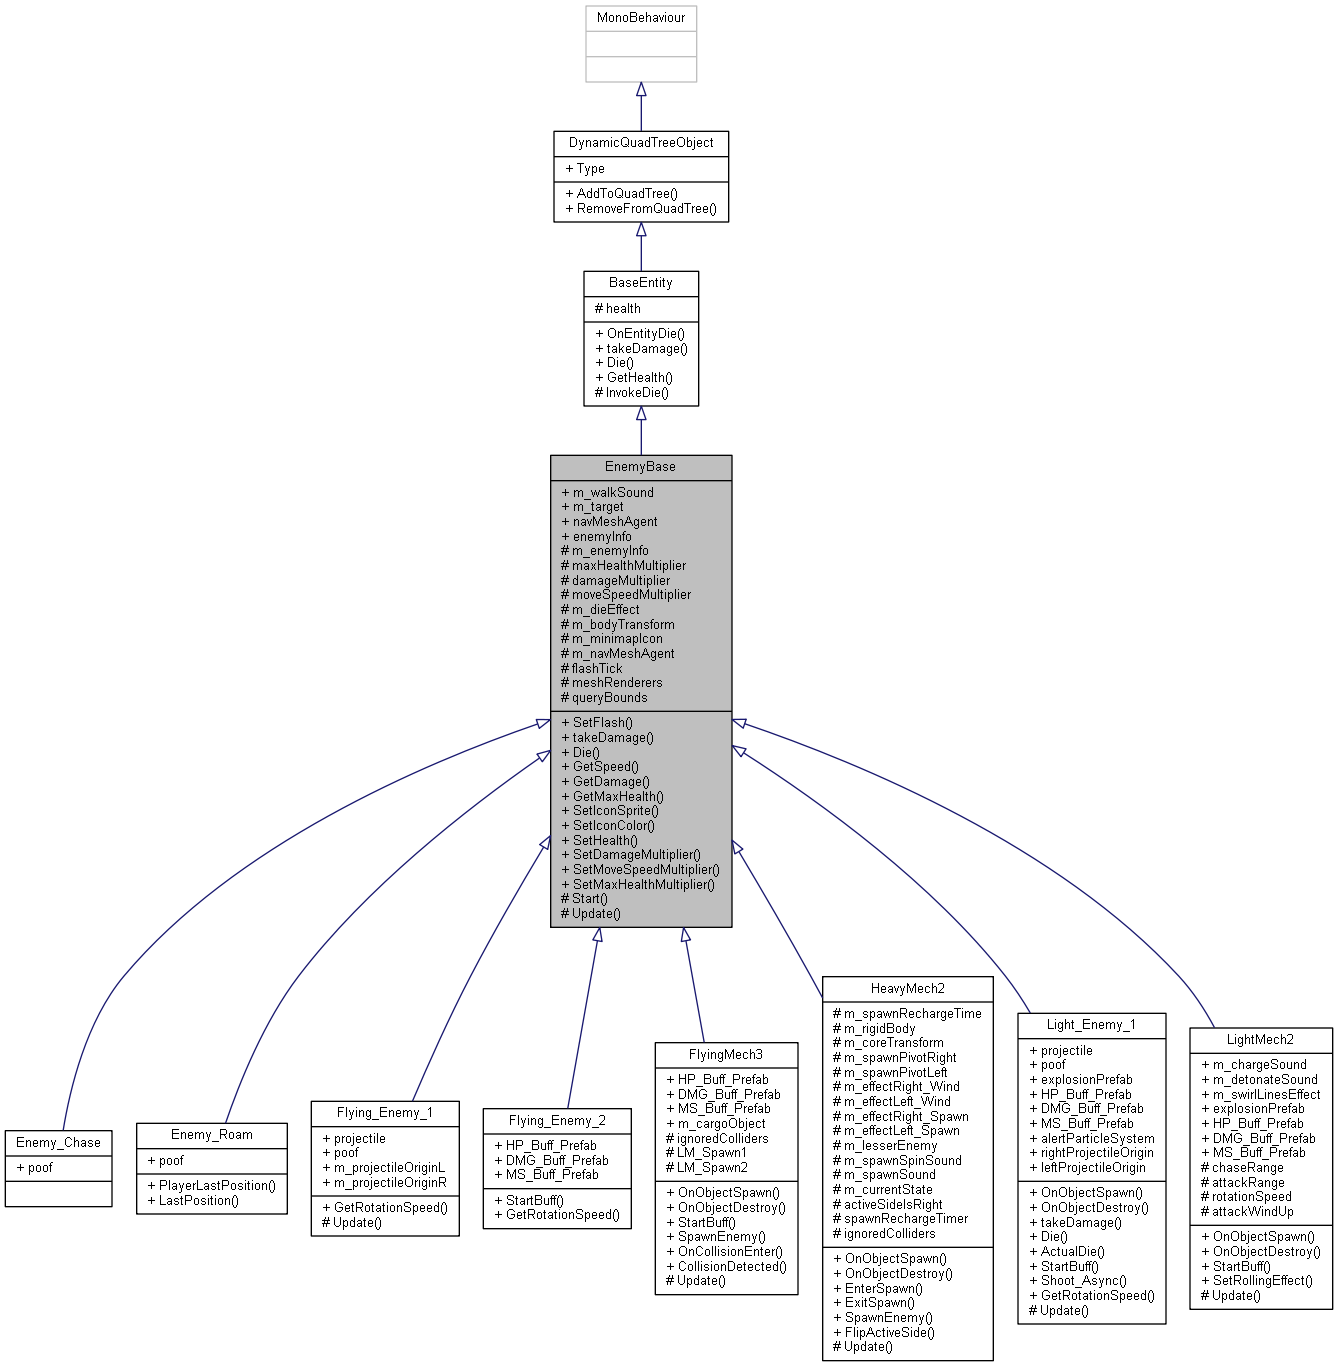 MonoBehaviour
DynamicQuadTreeObject
+ Type
+ AddToQuadTree()
+ RemoveFromQuadTree()
BaseEntity
# health
+ OnEntityDie()
+ takeDamage()
+ Die()
+ GetHealth()
# InvokeDie()
EnemyBase
+ m_walkSound
+ m_target
+ navMeshAgent
+ enemyInfo
# m_enemyInfo
# maxHealthMultiplier
# damageMultiplier
# moveSpeedMultiplier
# m_dieEffect
# m_bodyTransform
# m_minimapIcon
# m_navMeshAgent
# flashTick
# meshRenderers
# queryBounds
+ SetFlash()
+ takeDamage()
+ Die()
+ GetSpeed()
+ GetDamage()
+ GetMaxHealth()
+ SetIconSprite()
+ SetIconColor()
+ SetHealth()
+ SetDamageMultiplier()
+ SetMoveSpeedMultiplier()
+ SetMaxHealthMultiplier()
# Start()
# Update()
Enemy_Chase
+ poof
Enemy_Roam
+ poof
+ PlayerLastPosition()
+ LastPosition()
Flying_Enemy_1
+ projectile
+ poof
+ m_projectileOriginL
+ m_projectileOriginR
+ GetRotationSpeed()
# Update()
Flying_Enemy_2
+ HP_Buff_Prefab
+ DMG_Buff_Prefab
+ MS_Buff_Prefab
+ StartBuff()
+ GetRotationSpeed()
FlyingMech3
+ HP_Buff_Prefab
+ DMG_Buff_Prefab
+ MS_Buff_Prefab
+ m_cargoObject
# ignoredColliders
# LM_Spawn1
# LM_Spawn2
+ OnObjectSpawn()
+ OnObjectDestroy()
+ StartBuff()
+ SpawnEnemy()
+ OnCollisionEnter()
+ CollisionDetected()
# Update()
HeavyMech2
# m_spawnRechargeTime
# m_rigidBody
# m_coreTransform
# m_spawnPivotRight
# m_spawnPivotLeft
# m_effectRight_Wind
# m_effectLeft_Wind
# m_effectRight_Spawn
# m_effectLeft_Spawn
# m_lesserEnemy
# m_spawnSpinSound
# m_spawnSound
# m_currentState
# activeSideIsRight
# spawnRechargeTimer
# ignoredColliders
+ OnObjectSpawn()
+ OnObjectDestroy()
+ EnterSpawn()
+ ExitSpawn()
+ SpawnEnemy()
+ FlipActiveSide()
# Update()
Light_Enemy_1
+ projectile
+ poof
+ explosionPrefab
+ HP_Buff_Prefab
+ DMG_Buff_Prefab
+ MS_Buff_Prefab
+ alertParticleSystem
+ rightProjectileOrigin
+ leftProjectileOrigin
+ OnObjectSpawn()
+ OnObjectDestroy()
+ takeDamage()
+ Die()
+ ActualDie()
+ StartBuff()
+ Shoot_Async()
+ GetRotationSpeed()
# Update()
LightMech2
+ m_chargeSound
+ m_detonateSound
+ m_swirlLinesEffect
+ explosionPrefab
+ HP_Buff_Prefab
+ DMG_Buff_Prefab
+ MS_Buff_Prefab
# chaseRange
# attackRange
# rotationSpeed
# attackWindUp
+ OnObjectSpawn()
+ OnObjectDestroy()
+ StartBuff()
+ SetRollingEffect()
# Update()